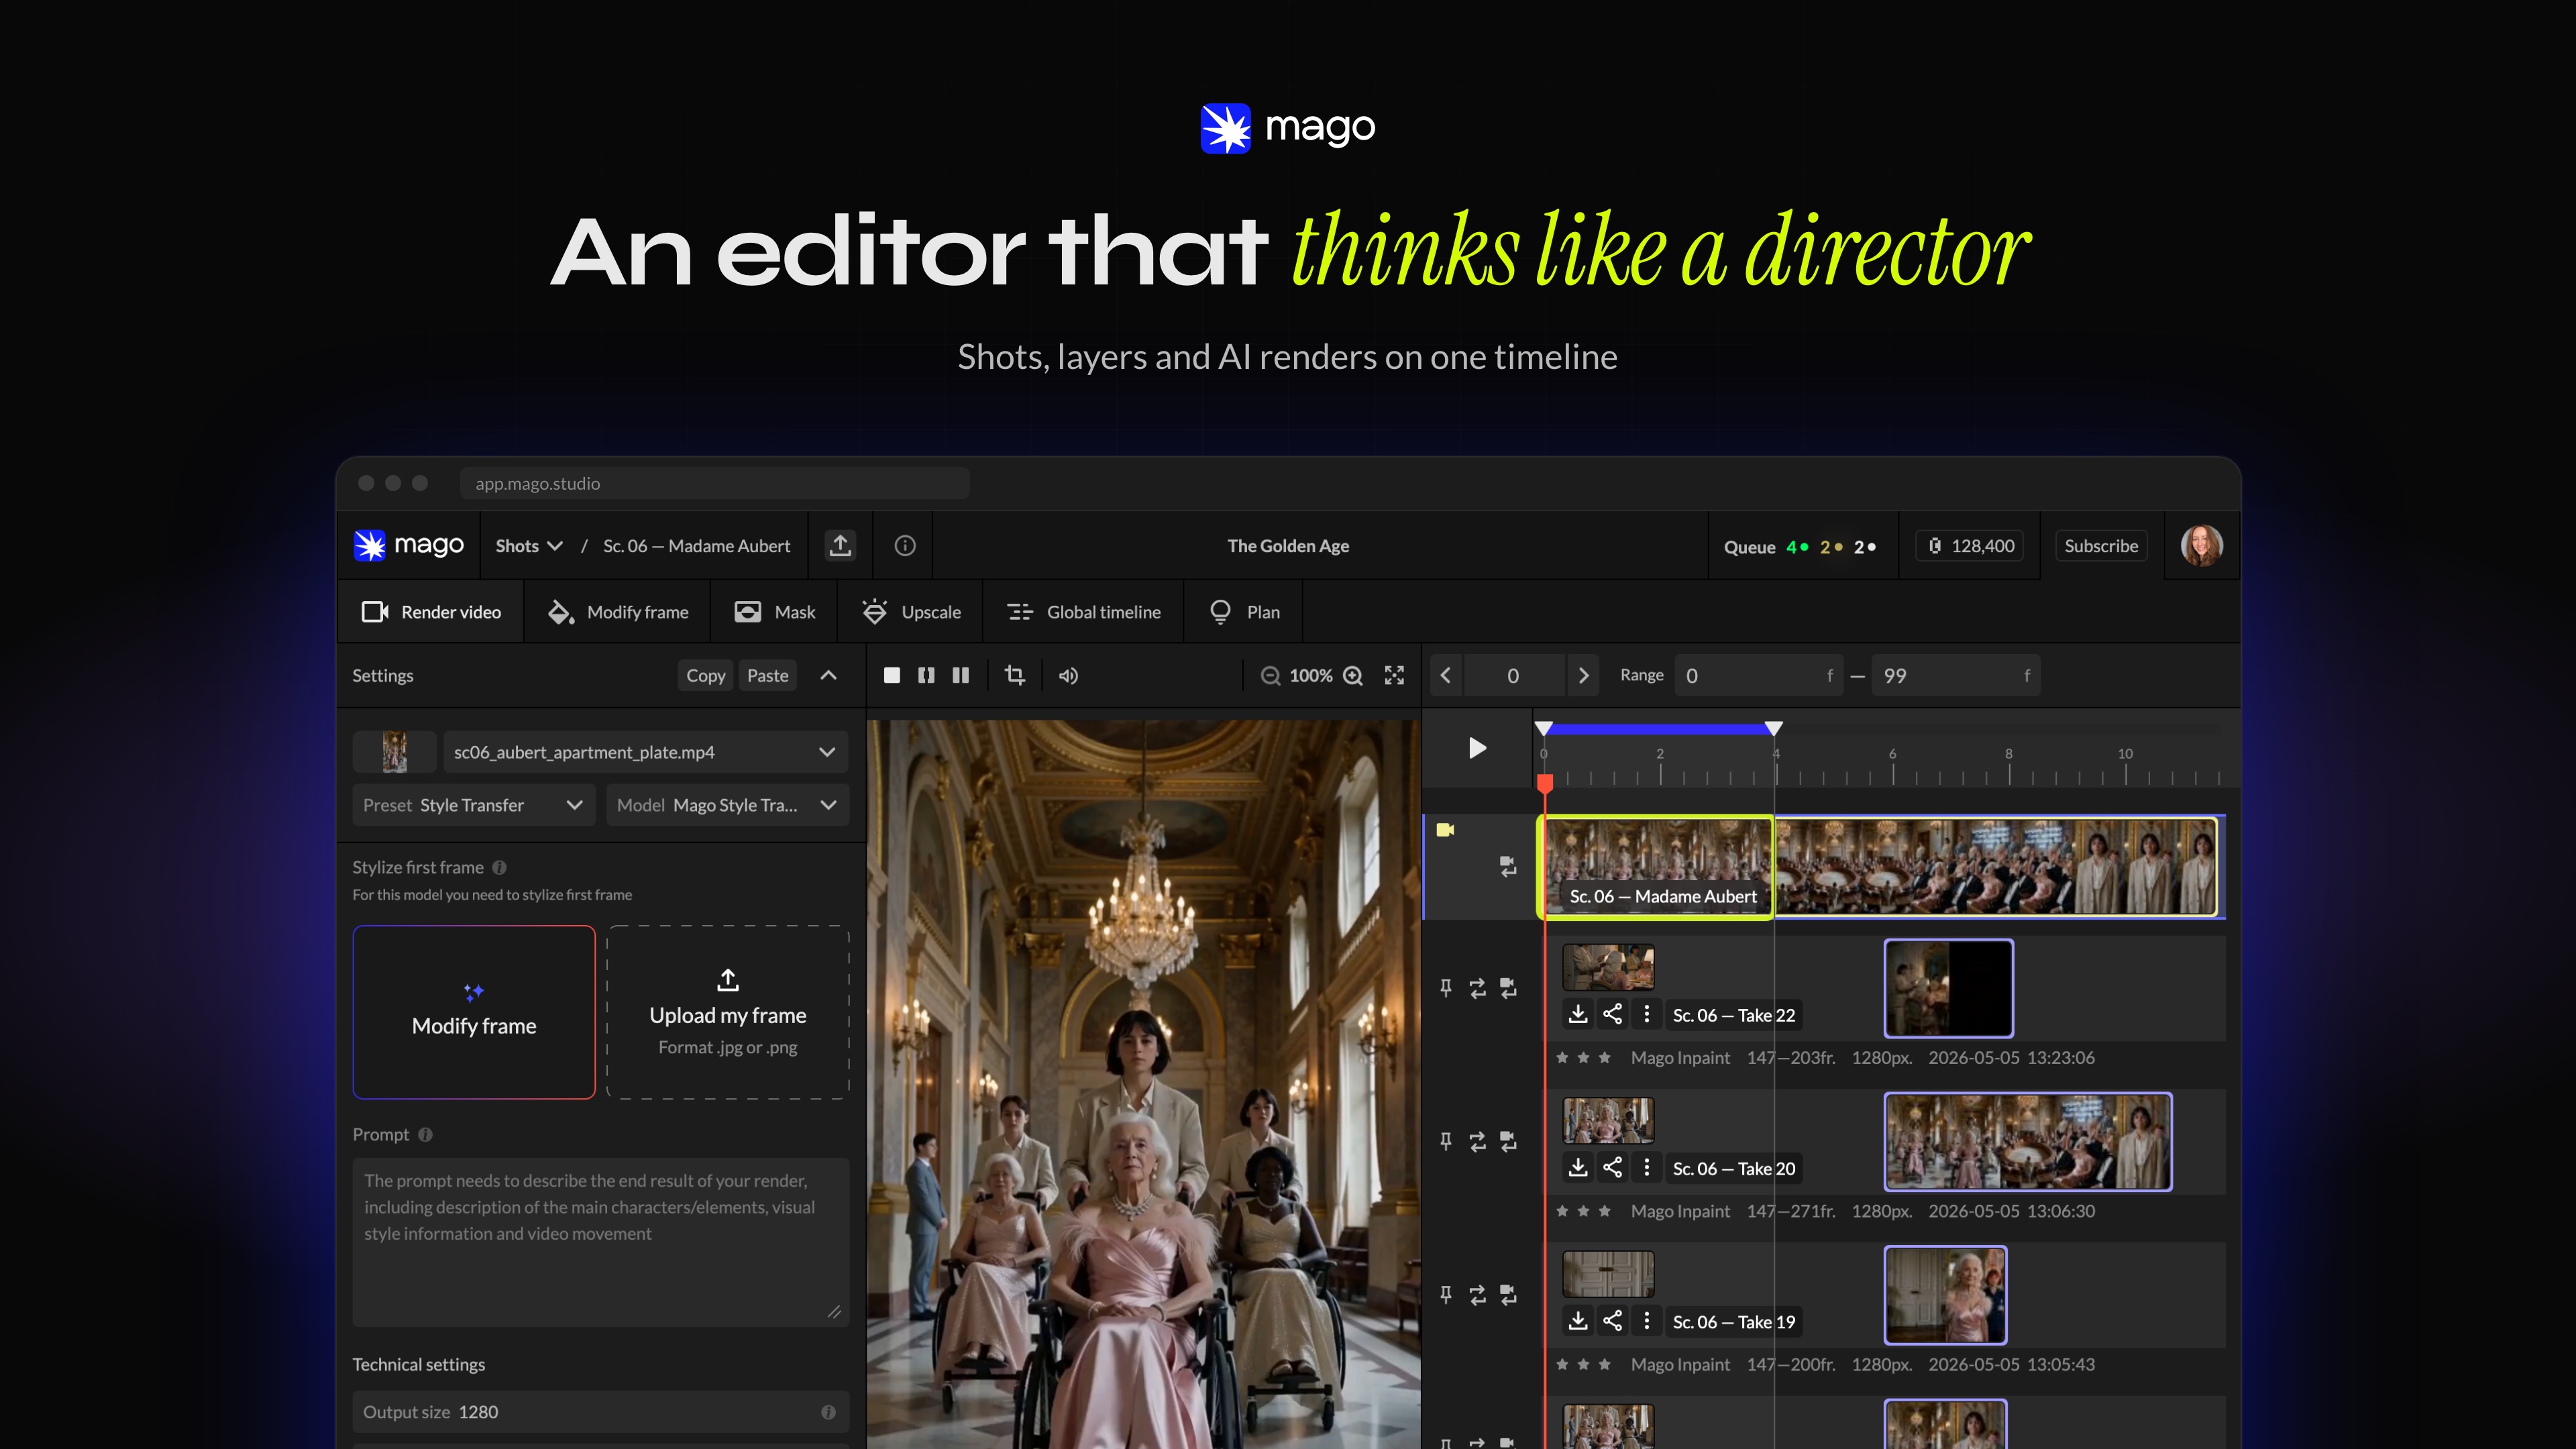 mago
An editor that thinks like a director
Shots, layers and AI renders on one timeline
app.mago.studio
mago
Shots / Sc. 06 — Madame Aubert
The Golden Age
Queue 4 2 2
128,400
Subscribe
Render video
Modify frame
Mask
Upscale
Global timeline
Plan
Settings
Copy
Paste
100%
0
Range 0 f — 99 f
sc06_aubert_apartment_plate.mp4
Preset Style Transfer
Model Mago Style Tra...
Stylize first frame
For this model you need to stylize first frame
Modify frame
Upload my frame
Format .jpg or .png
Prompt
The prompt needs to describe the end result of your render,
including description of the main characters/elements, visual
style information and video movement
Technical settings
Output size 1280
0 2 4 6 8 10
Sc. 06 — Madame Aubert
Sc. 06 — Take 22
Mago Inpaint 147—203fr. 1280px. 2026-05-05 13:23:06
Sc. 06 — Take 20
Mago Inpaint 147—271fr. 1280px. 2026-05-05 13:06:30
Sc. 06 — Take 19
Mago Inpaint 147—200fr. 1280px. 2026-05-05 13:05:43